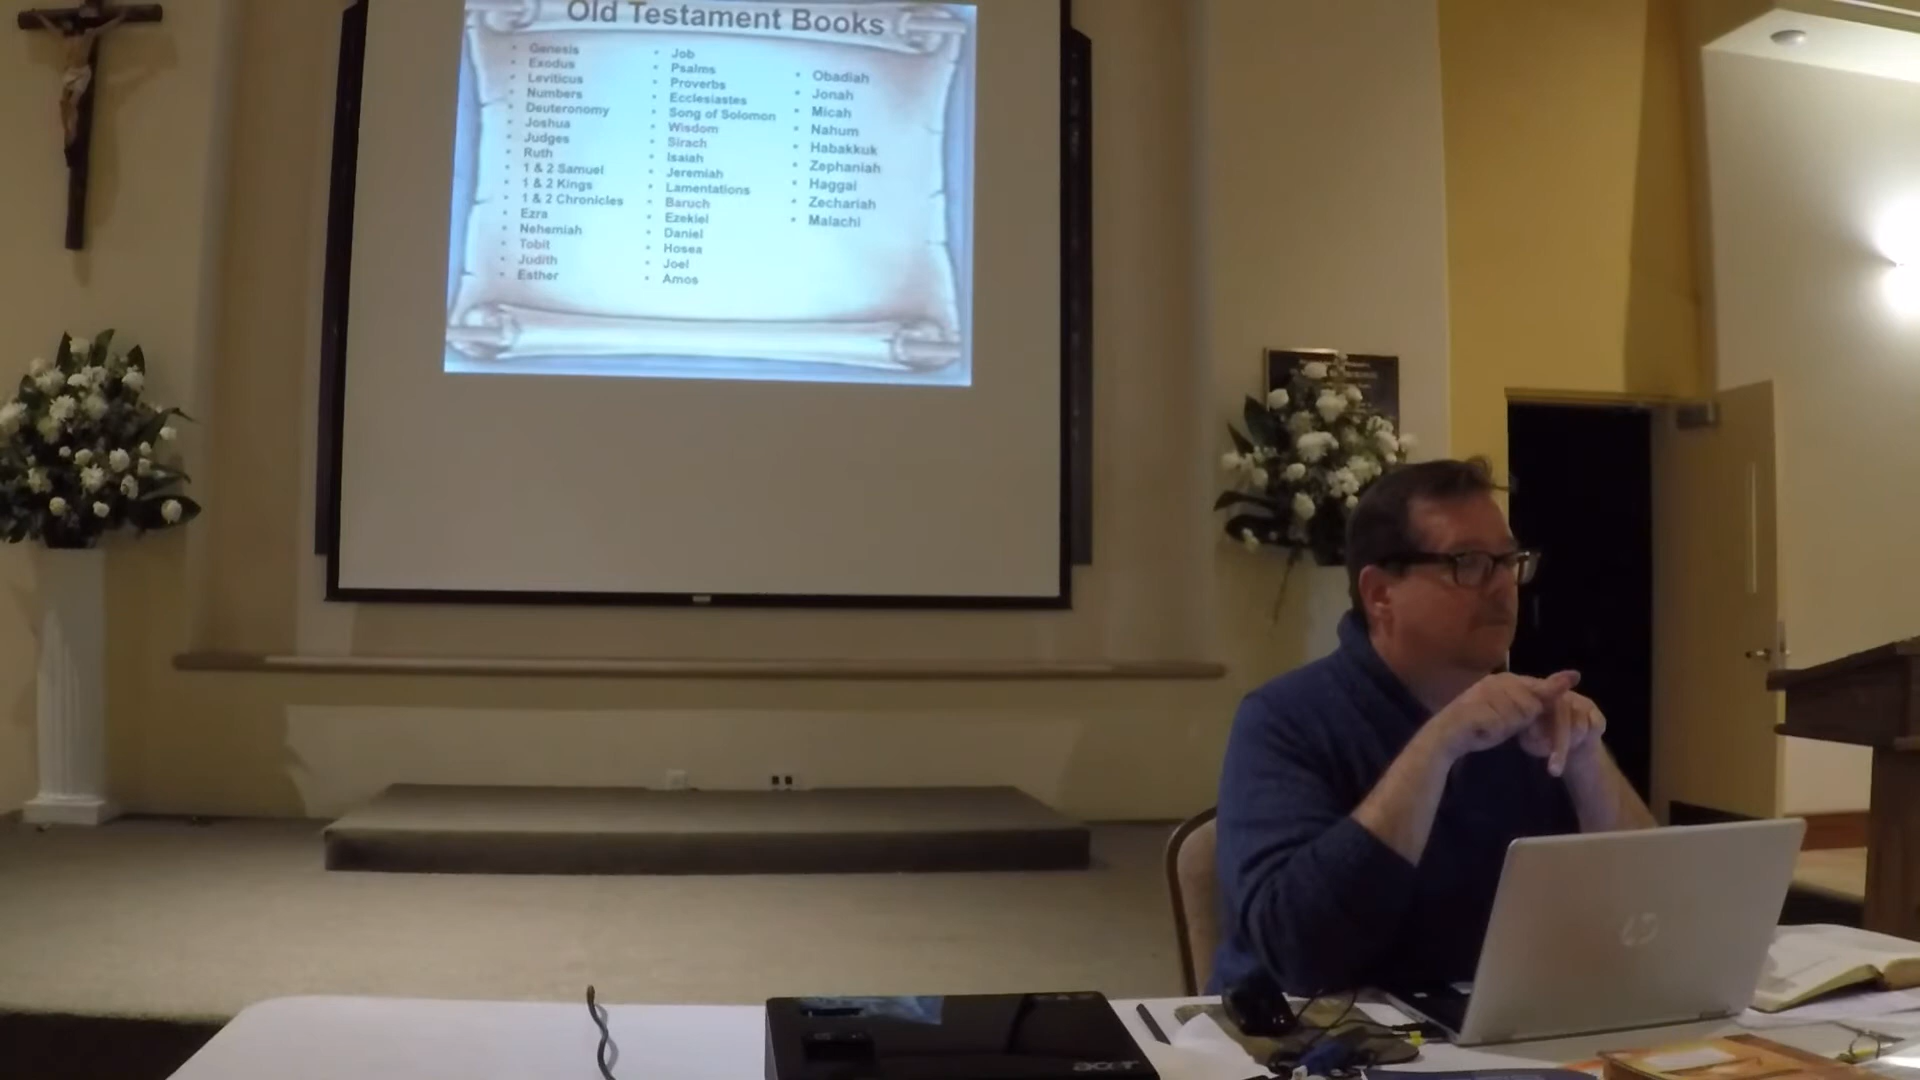 Old Testament Books
• Genesis
• Exodus
• Leviticus
• Numbers
• Deuteronomy
• Joshua
• Judges
• Ruth
• 1 & 2 Samuel
• 1 & 2 Kings
• 1 & 2 Chronicles
• Ezra
• Nehemiah
• Tobit
• Judith
• Esther
• Job
• Psalms
• Proverbs
• Ecclesiastes
• Song of Solomon
• Wisdom
• Sirach
• Isaiah
• Jeremiah
• Lamentations
• Baruch
• Ezekiel
• Daniel
• Hosea
• Joel
• Amos
• Obadiah
• Jonah
• Micah
• Nahum
• Habakkuk
• Zephaniah
• Haggai
• Zechariah
• Malachi
hp
acer